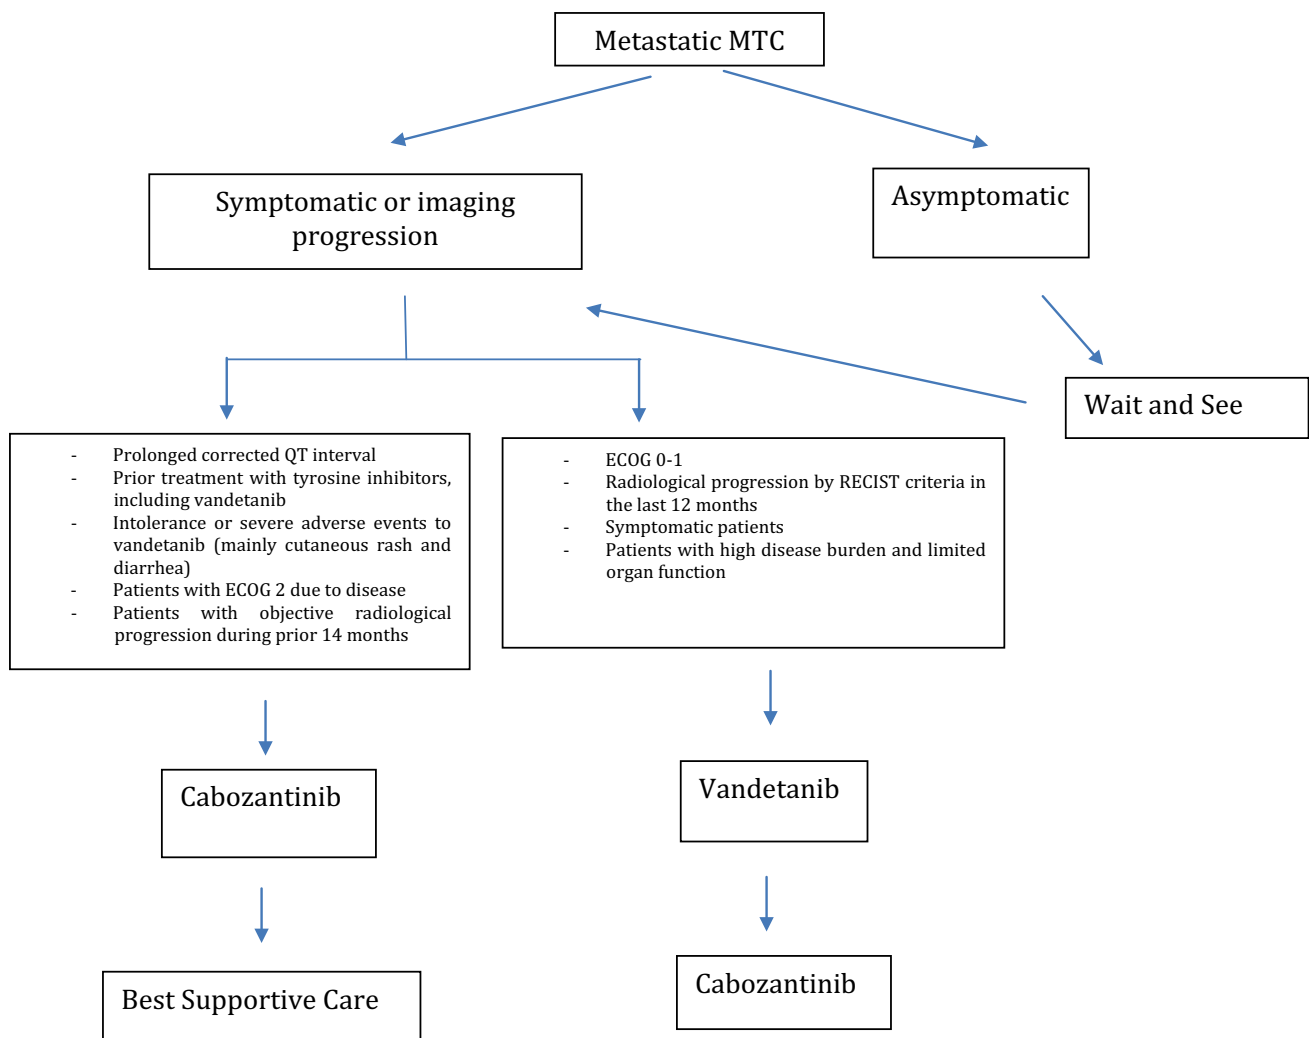 Metastatic MTC
Symptomatic or imaging
progression
Asymptomatic
Wait and See
- Prolonged corrected QT interval
- Prior treatment with tyrosine inhibitors,
including vandetanib
- Intolerance or severe adverse events to
vandetanib (mainly cutaneous rash and
diarrhea)
- Patients with ECOG 2 due to disease
- Patients with objective radiological
progression during prior 14 months
- ECOG 0-1
- Radiological progression by RECIST criteria in
the last 12 months
- Symptomatic patients
- Patients with high disease burden and limited
organ function
Cabozantinib
Vandetanib
Best Supportive Care
Cabozantinib